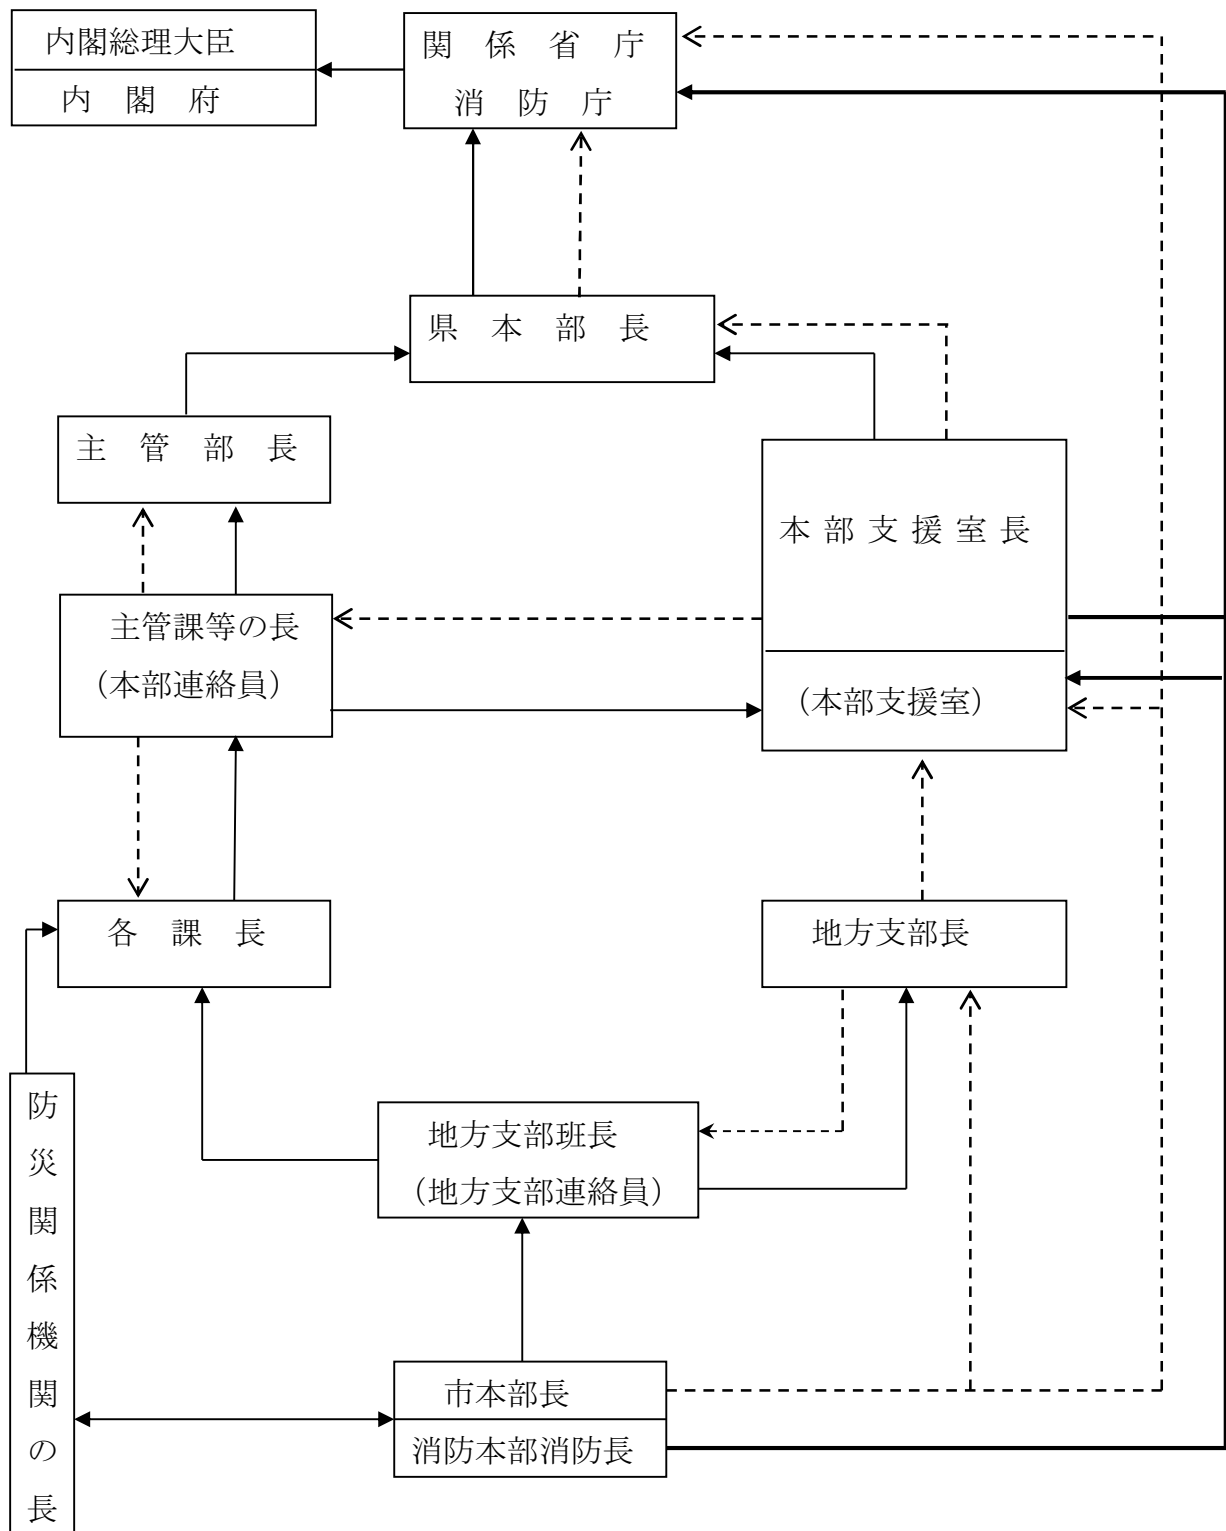 内閣総理大臣
内　閣　府
関　係　省　庁
消　防　庁
県　本　部　長
主　管　部　長
本 部 支 援 室 長
主管課等の長
（本部連絡員）
（本部支援室）
各　課　長
地方支部長
防災関係機関の長
地方支部班長
（地方支部連絡員）
市本部長
消防本部消防長